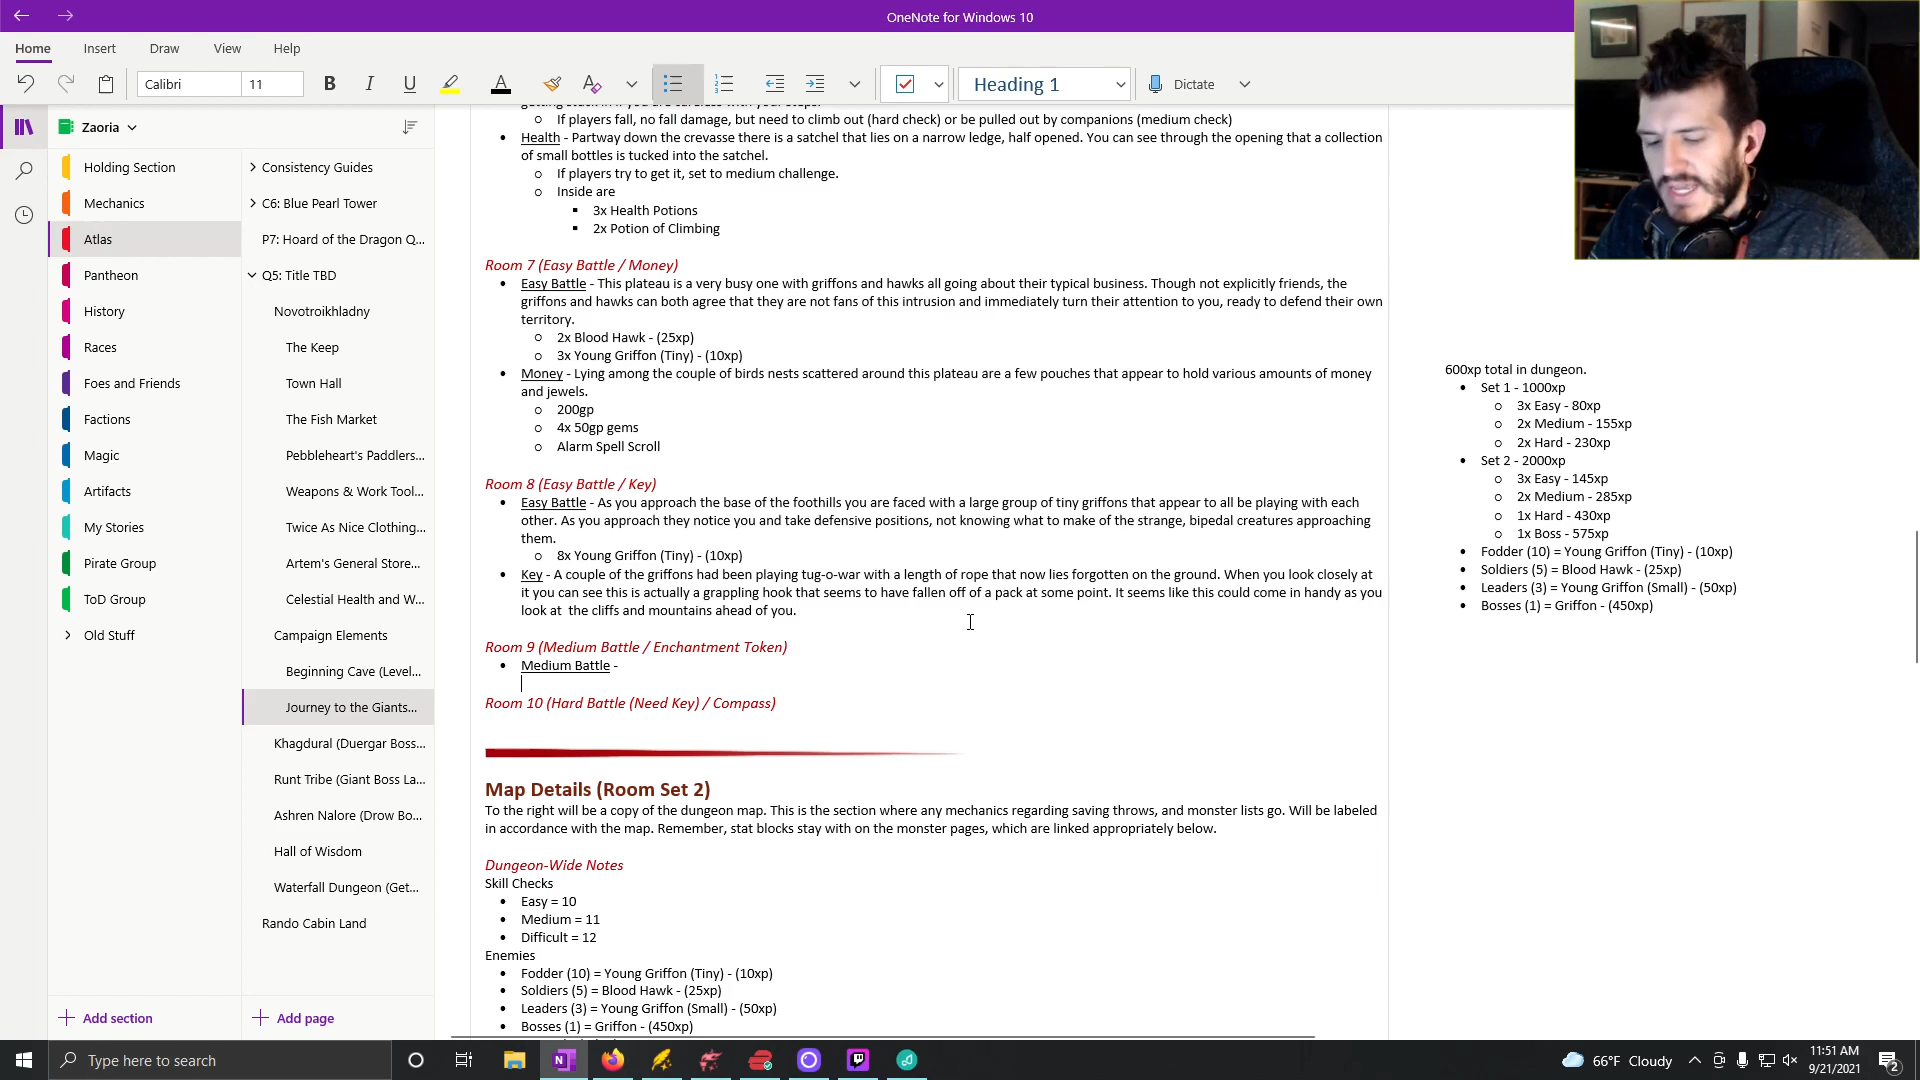 OneNote for Windows 10
Home
Insert
Draw
View
Help
Calibri
11
B
I
U
A
A
Heading 1
Dictate
Zaoria
Holding Section
Mechanics
Atlas
Pantheon
History
Races
Foes and Friends
Factions
Magic
Artifacts
My Stories
Pirate Group
ToD Group
Old Stuff
Add section
Consistency Guides
C6: Blue Pearl Tower
P7: Hoard of the Dragon Q...
Q5: Title TBD
Novotroikhladny
The Keep
Town Hall
The Fish Market
Pebbleheart's Paddlers...
Weapons & Work Tool...
Twice As Nice Clothing...
Artem's General Store...
Celestial Health and W...
Campaign Elements
Beginning Cave (Level...
Journey to the Giants...
Khagdural (Duergar Boss...
Runt Tribe (Giant Boss La...
Ashren Nalore (Drow Bo...
Hall of Wisdom
Waterfall Dungeon (Get...
Rando Cabin Land
Add page
getting stuck in if you are careless with your steps.
If players fall, no fall damage, but need to climb out (hard check) or be pulled out by companions (medium check)
Health - Partway down the crevasse there is a satchel that lies on a narrow ledge, half opened. You can see through the opening that a collection
of small bottles is tucked into the satchel.
If players try to get it, set to medium challenge.
Inside are
3x Health Potions
2x Potion of Climbing
Room 7 (Easy Battle / Money)
Easy Battle - This plateau is a very busy one with griffons and hawks all going about their typical business. Though not explicitly friends, the
griffons and hawks can both agree that they are not fans of this intrusion and immediately turn their attention to you, ready to defend their own
territory.
2x Blood Hawk - (25xp)
3x Young Griffon (Tiny) - (10xp)
Money - Lying among the couple of birds nests scattered around this plateau are a few pouches that appear to hold various amounts of money
and jewels.
200gp
4x 50gp gems
Alarm Spell Scroll
Room 8 (Easy Battle / Key)
Easy Battle - As you approach the base of the foothills you are faced with a large group of tiny griffons that appear to all be playing with each
other. As you approach they notice you and take defensive positions, not knowing what to make of the strange, bipedal creatures approaching
them.
8x Young Griffon (Tiny) - (10xp)
Key - A couple of the griffons had been playing tug-o-war with a length of rope that now lies forgotten on the ground. When you look closely at
it you can see this is actually a grappling hook that seems to have fallen off of a pack at some point. It seems like this could come in handy as you
look at  the cliffs and mountains ahead of you.
Room 9 (Medium Battle / Enchantment Token)
Medium Battle -
Room 10 (Hard Battle (Need Key) / Compass)
Map Details (Room Set 2)
To the right will be a copy of the dungeon map. This is the section where any mechanics regarding saving throws, and monster lists go. Will be labeled
in accordance with the map. Remember, stat blocks stay with on the monster pages, which are linked appropriately below.
Dungeon-Wide Notes
Skill Checks
Easy = 10
Medium = 11
Difficult = 12
Enemies
Fodder (10) = Young Griffon (Tiny) - (10xp)
Soldiers (5) = Blood Hawk - (25xp)
Leaders (3) = Young Griffon (Small) - (50xp)
Bosses (1) = Griffon - (450xp)
600xp total in dungeon.
Set 1 - 1000xp
3x Easy - 80xp
2x Medium - 155xp
2x Hard - 230xp
Set 2 - 2000xp
3x Easy - 145xp
2x Medium - 285xp
1x Hard - 430xp
1x Boss - 575xp
Fodder (10) = Young Griffon (Tiny) - (10xp)
Soldiers (5) = Blood Hawk - (25xp)
Leaders (3) = Young Griffon (Small) - (50xp)
Bosses (1) = Griffon - (450xp)
Type here to search
66°F Cloudy
11:51 AM
9/21/2021
2